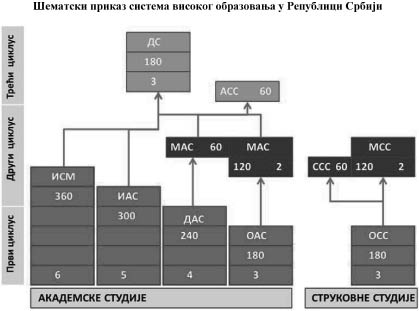 Шематски приказ система високог образовања у Републици Србији
Трећи циклус
ДС
180
3
АСС 60
Други циклус
МАС 60
МАС
120 2
МСС
ССС 60 120 2
ИСМ
360
ИАС
300
Први циклус
ДАС
240
ОАС
180
ОСС
180
6
5
4
3
3
АКАДЕМСКЕ СТУДИЈЕ
СТРУКОВНЕ СТУДИЈЕ